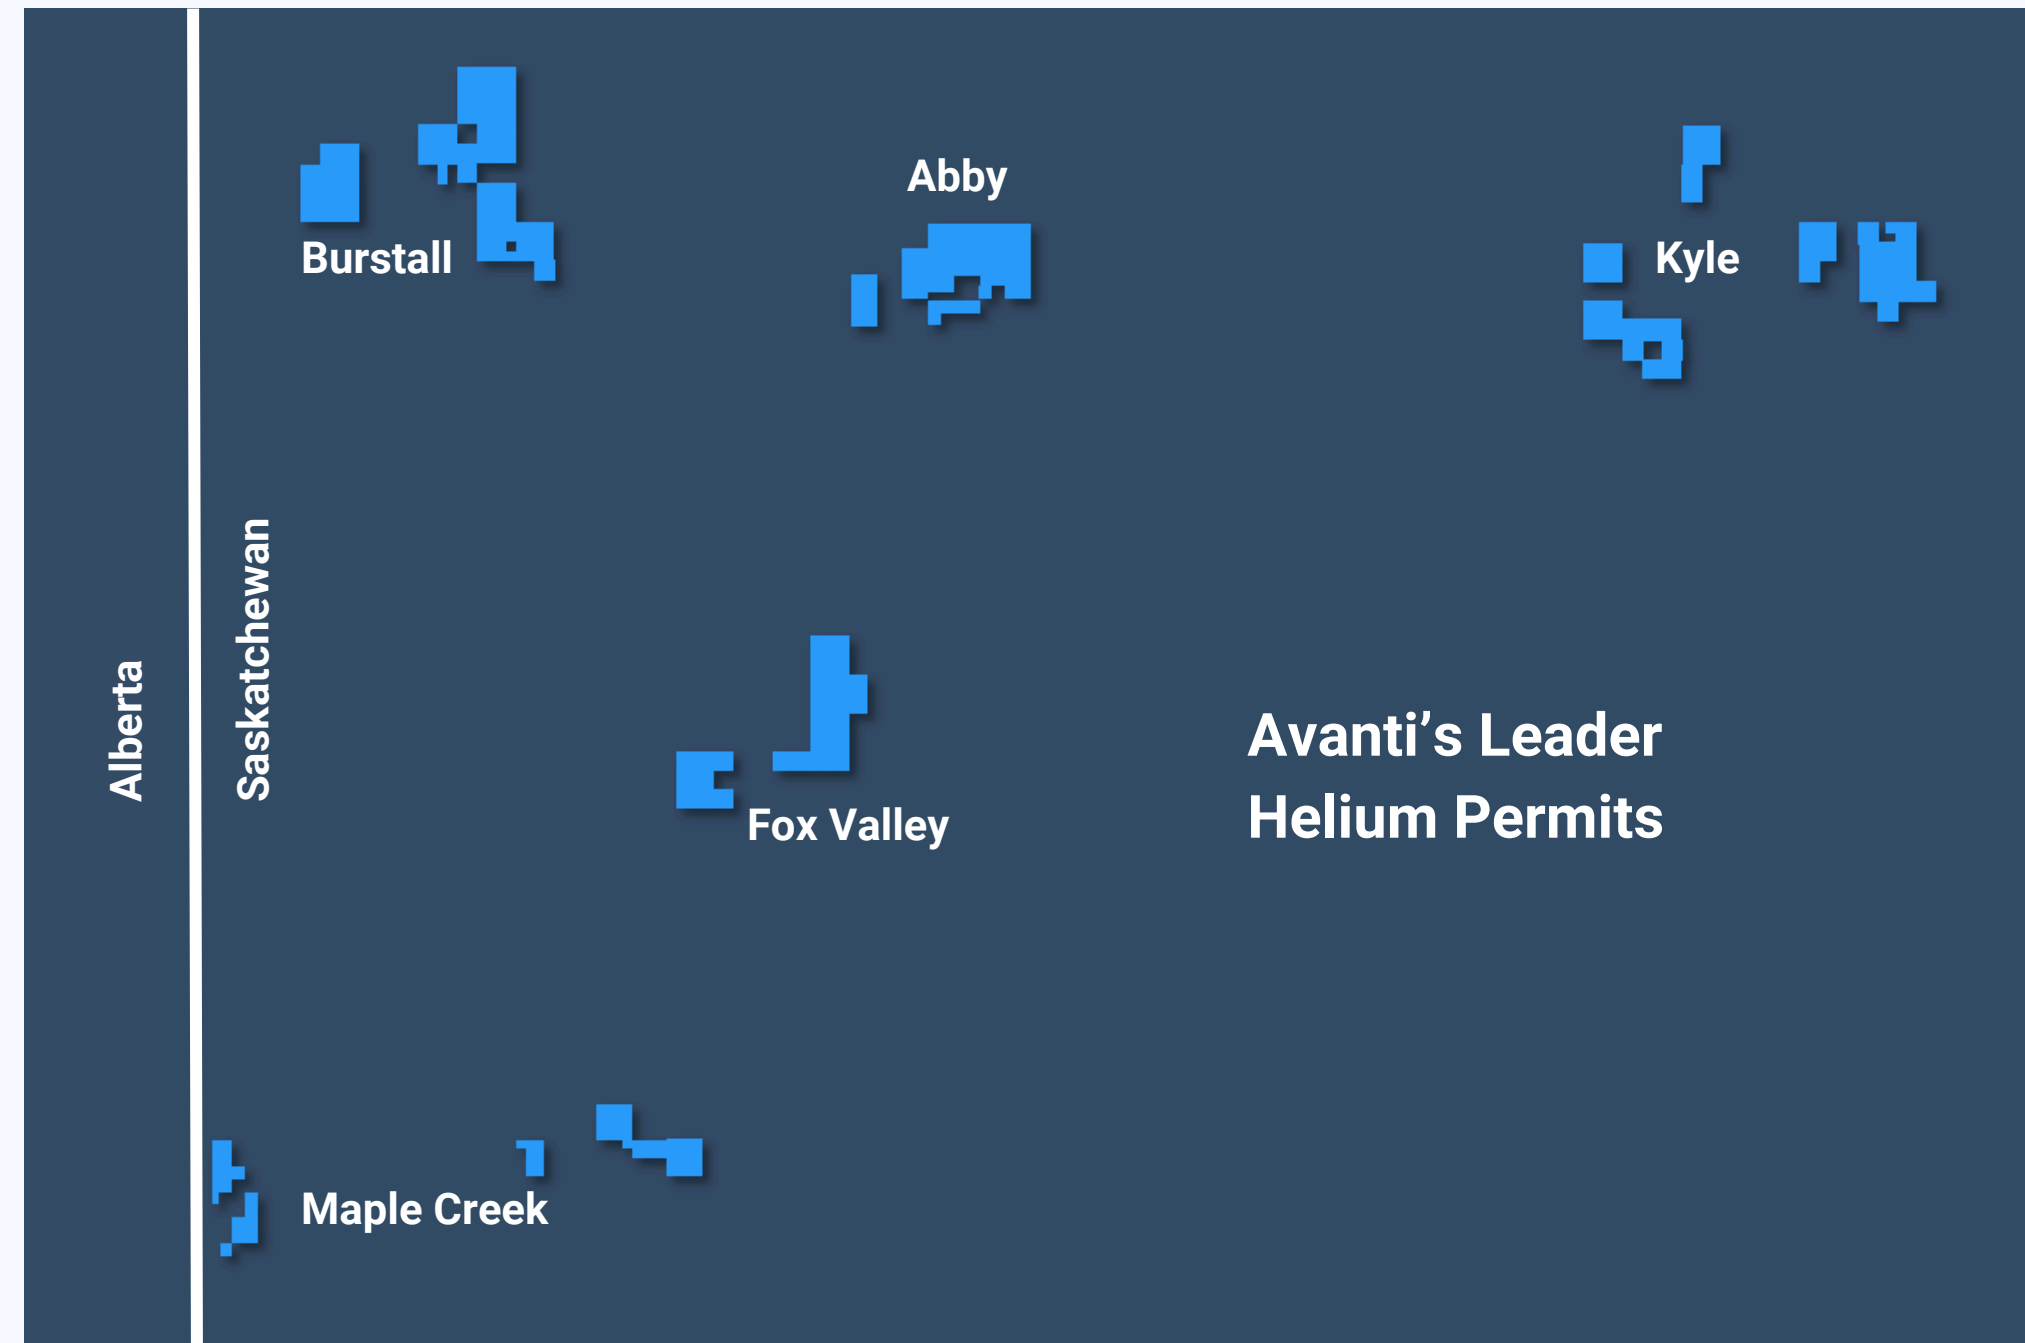 Abby
Burstall
Kyle
Saskatchewan
Alberta
Avanti’s Leader
Helium Permits
Fox Valley
Maple Creek